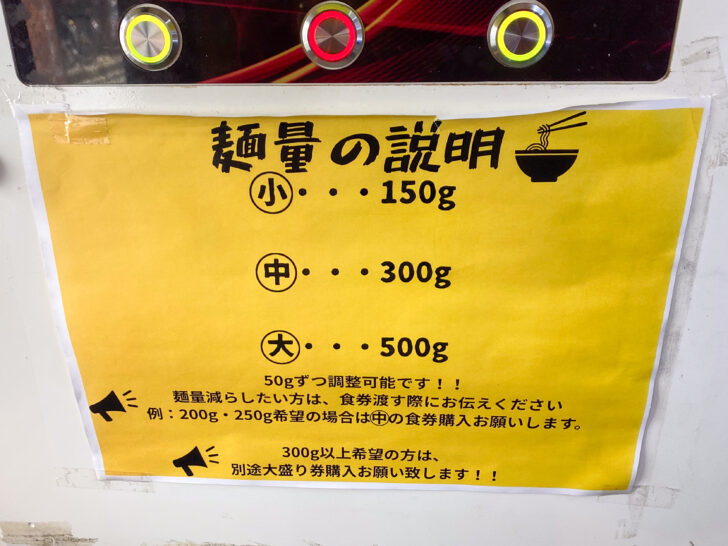 麺量の説明
㊙小・・・150g
㊥・・・300g
大・・・500g
50gずつ調整可能です！！
麺量減らしたい方は、食券渡す際にお伝えください
例：200g・250g希望の場合は㊥の食券購入お願いします。
300g以上希望の方は、
別途大盛り券購入お願い致します！！